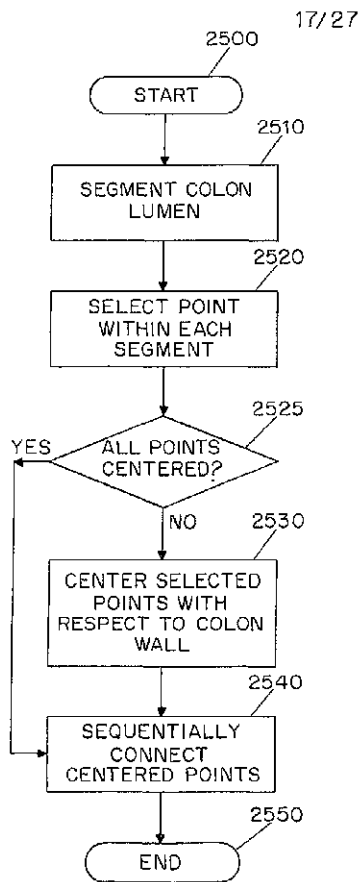 17/27
2500
START
2510
SEGMENT COLON
LUMEN
2520
SELECT POINT
WITHIN EACH
SEGMENT
2525
YES
ALL POINTS
CENTERED?
NO
2530
CENTER SELECTED
POINTS WITH
RESPECT TO COLON
WALL
2540
SEQUENTIALLY
CONNECT
CENTERED POINTS
2550
END